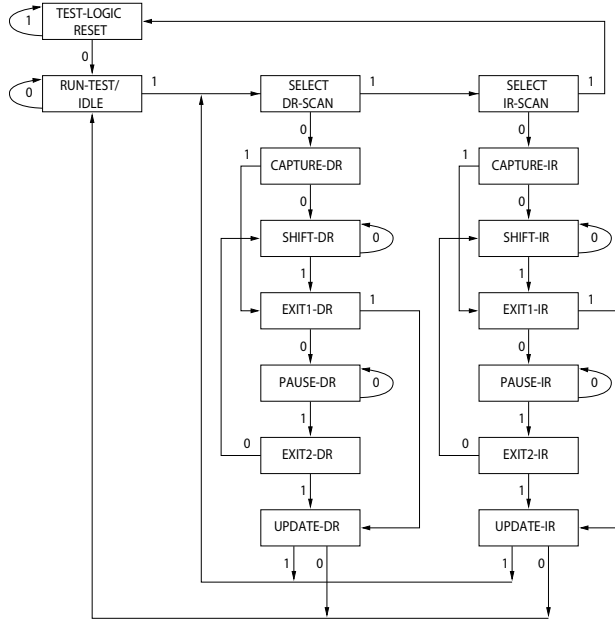 TEST-LOGIC
RESET
1
0
RUN-TEST/
IDLE
0
1
SELECT
DR-SCAN
1
SELECT
IR-SCAN
1
0
0
1
CAPTURE-DR
1
CAPTURE-IR
0
0
SHIFT-DR
0
SHIFT-IR
0
1
1
EXIT1-DR
1
EXIT1-IR
1
0
0
PAUSE-DR
0
PAUSE-IR
0
1
1
0
EXIT2-DR
0
EXIT2-IR
1
1
UPDATE-DR
UPDATE-IR
1
0
1
0